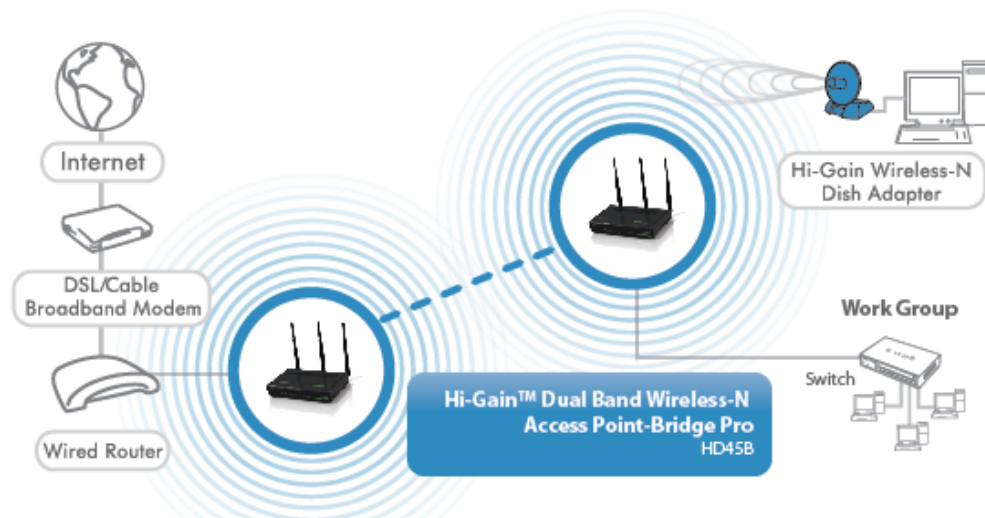 Internet
DSL/Cable
Broadband Modem
Wired Router
Hi-Gain Wireless-N
Dish Adapter
Work Group
Switch
Hi-Gain™ Dual Band Wireless-N
Access Point-Bridge Pro
HD45B